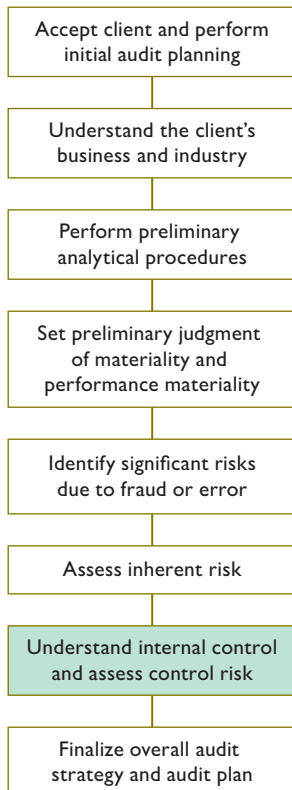 Accept client and perform
initial audit planning
Understand the client's
business and industry
Perform preliminary
analytical procedures
Set preliminary judgment
of materiality and
performance materiality
Identify significant risks
due to fraud or error
Assess inherent risk
Understand internal control
and assess control risk
Finalize overall audit
strategy and audit plan